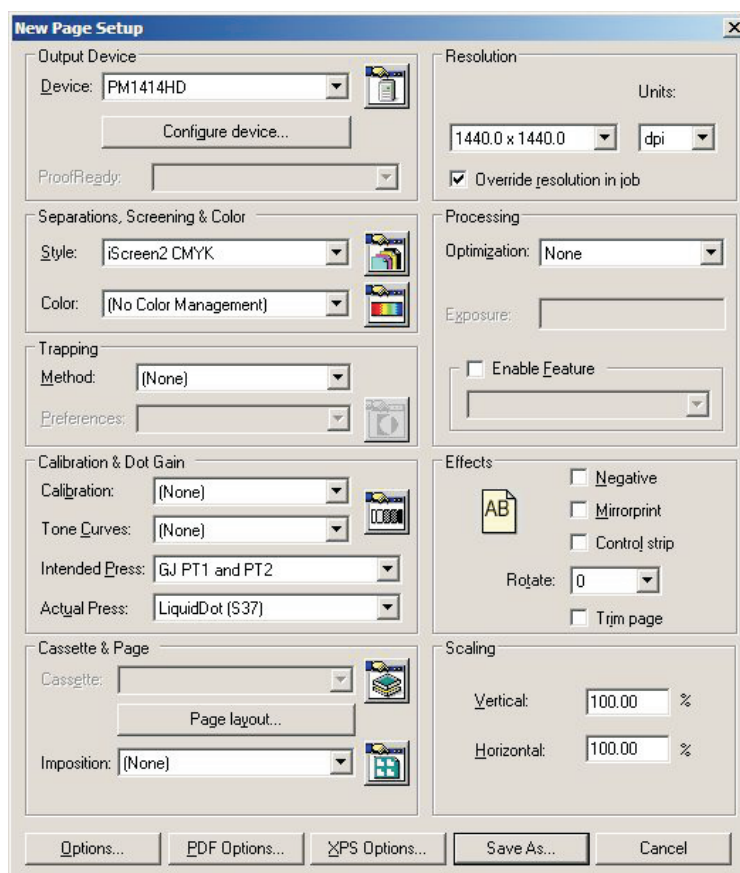 New Page Setup
Output Device
Device: PM1414HD
Configure device...
ProofReady:
Separations, Screening & Color
Style: iScreen2 CMYK
Color: (No Color Management)
Trapping
Method: (None)
Preferences:
Calibration & Dot Gain
Calibration: (None)
Tone Curves: (None)
Intended Press: GJ PT1 and PT2
Actual Press: LiquidDot (S37)
Cassette & Page
Cassette:
Page layout...
Imposition: (None)
Resolution
Units:
1440.0 x 1440.0 dpi
Override resolution in job
Processing
Optimization: None
Exposure:
Enable Feature
Effects
AB
Negative
Mirrorprint
Control strip
Rotate: 0
Trim page
Scaling
Vertical: 100.00 %
Horizontal: 100.00 %
Options... PDF Options... XPS Options... Save As... Cancel